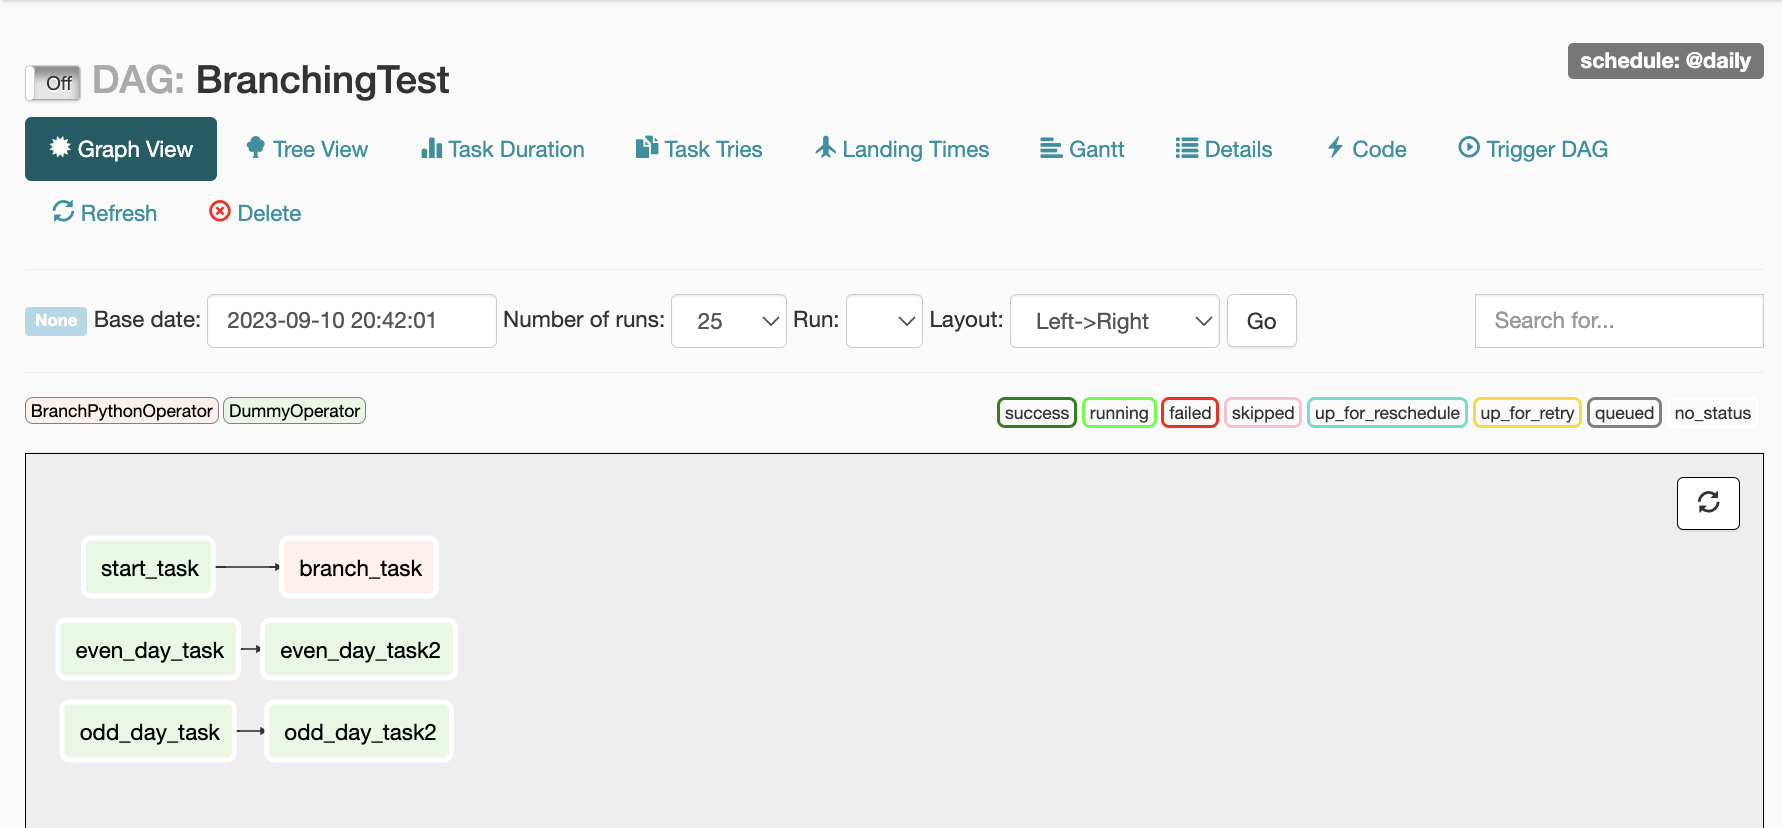 Off DAG: BranchingTest
schedule: @daily
Graph View Tree View Task Duration Task Tries Landing Times Gantt Details Code Trigger DAG
Refresh Delete
None Base date: 2023-09-10 20:42:01 Number of runs: 25 Run: Layout: Left->Right Go Search for...
BranchPythonOperator DummyOperator success running failed skipped up_for_reschedule up_for_retry queued no_status
start_task branch_task
even_day_task even_day_task2
odd_day_task odd_day_task2